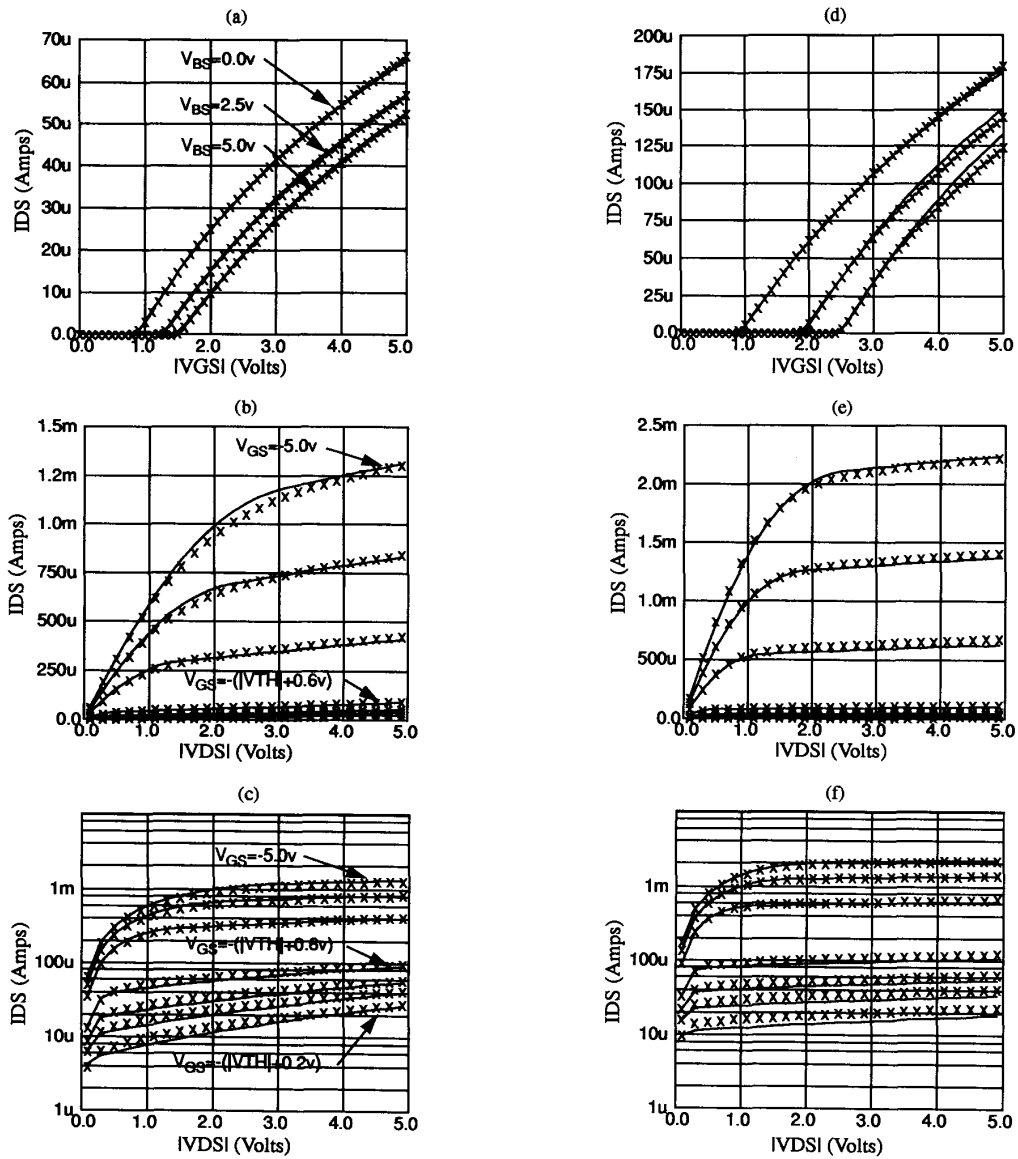 (a)
70u
60u
50u
40u
30u
20u
10u
0.0
IDS (Amps)
V_BS=0.0v
V_BS=2.5v
V_BS=5.0v
0.0 1.0 2.0 3.0 4.0 5.0
|VGS| (Volts)
(d)
200u
175u
150u
125u
100u
75u
50u
25u
0.0
IDS (Amps)
0.0 1.0 2.0 3.0 4.0 5.0
|VGS| (Volts)
(b)
1.5m
1.2m
1.0m
750u
500u
250u
0.0
IDS (Amps)
V_GS=-5.0v
V_GS=-(|VTH|+0.6v)
0.0 1.0 2.0 3.0 4.0 5.0
|VDS| (Volts)
(e)
2.5m
2.0m
1.5m
1.0m
500u
0.0
IDS (Amps)
0.0 1.0 2.0 3.0 4.0 5.0
|VDS| (Volts)
(c)
1m
100u
10u
1u
IDS (Amps)
V_GS=-5.0v
V_GS=-(|VTH|+0.6v)
V_GS=-(|VTH|+0.2v)
0.0 1.0 2.0 3.0 4.0 5.0
|VDS| (Volts)
(f)
1m
100u
10u
1u
IDS (Amps)
0.0 1.0 2.0 3.0 4.0 5.0
|VDS| (Volts)